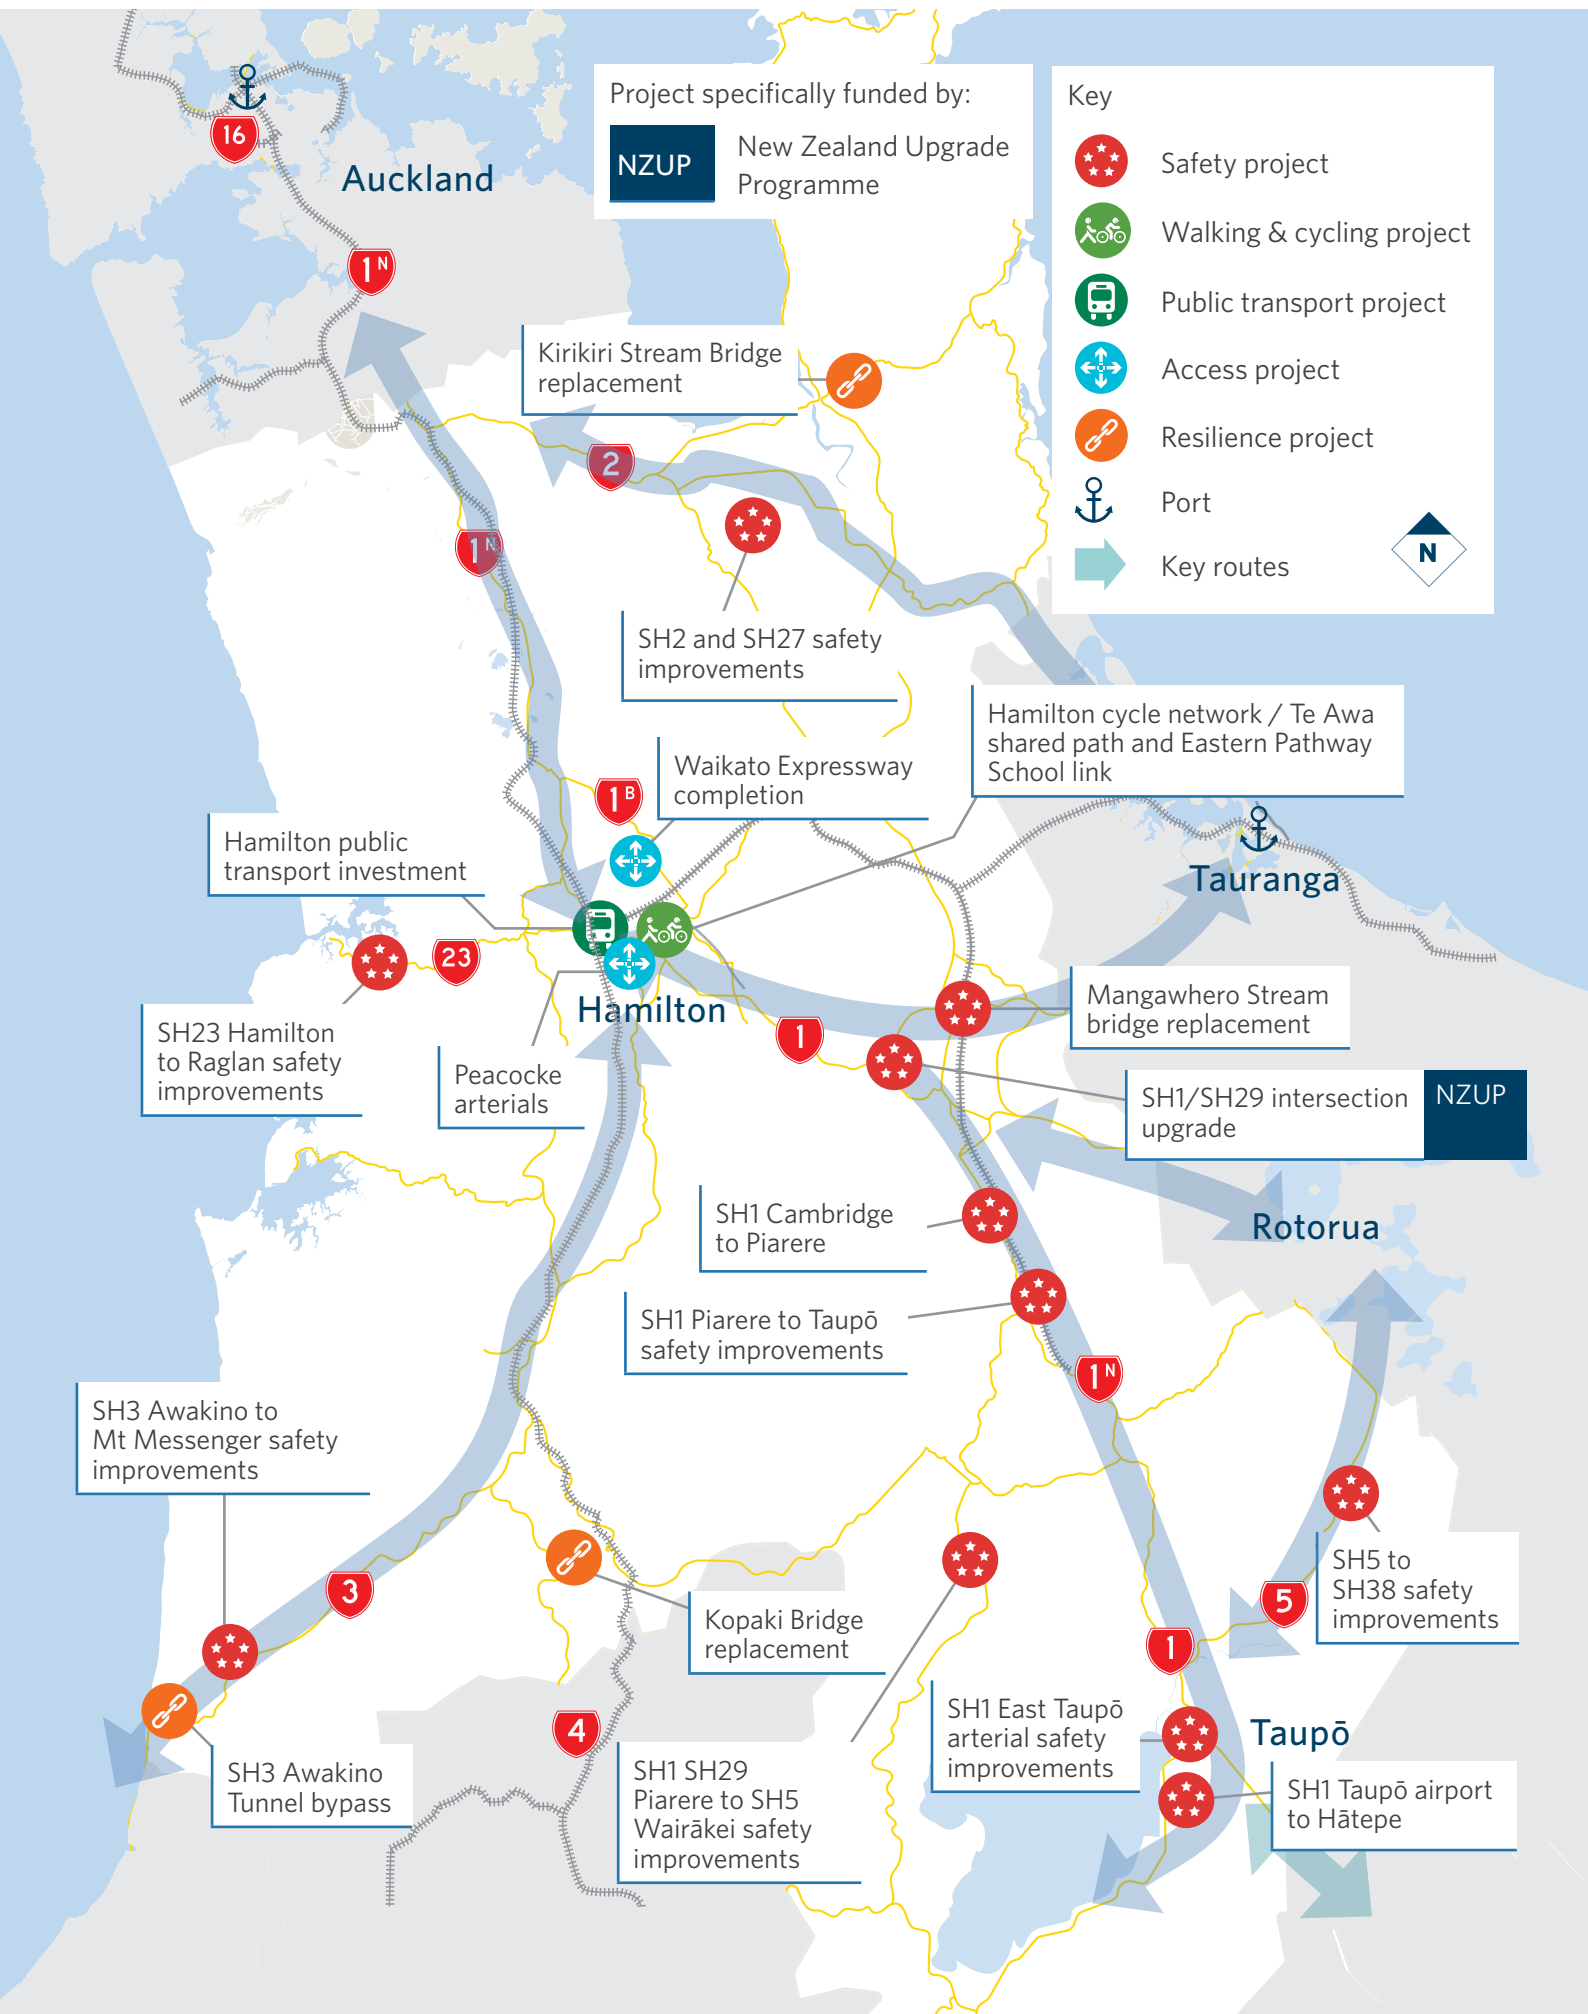 Project specifically funded by:
NZUP
New Zealand Upgrade
Programme
Key
Safety project
Walking & cycling project
Public transport project
Access project
Resilience project
Port
Key routes
N
16
Auckland
1 N
Kirikiri Stream Bridge
replacement
2
1 N
SH2 and SH27 safety
improvements
Hamilton cycle network / Te Awa
shared path and Eastern Pathway
School link
Waikato Expressway
completion
1 B
Hamilton public
transport investment
Tauranga
23
Hamilton
SH23 Hamilton
to Raglan safety
improvements
Peacocke
arterials
1
Mangawhero Stream
bridge replacement
SH1/SH29 intersection
upgrade
NZUP
SH1 Cambridge
to Piarere
Rotorua
SH1 Piarere to Taupō
safety improvements
1 N
SH3 Awakino to
Mt Messenger safety
improvements
3
Kopaki Bridge
replacement
SH5 to
SH38 safety
improvements
5
1
4
SH3 Awakino
Tunnel bypass
SH1 SH29
Piarere to SH5
Wairākei safety
improvements
SH1 East Taupō
arterial safety
improvements
Taupō
SH1 Taupō airport
to Hātepe